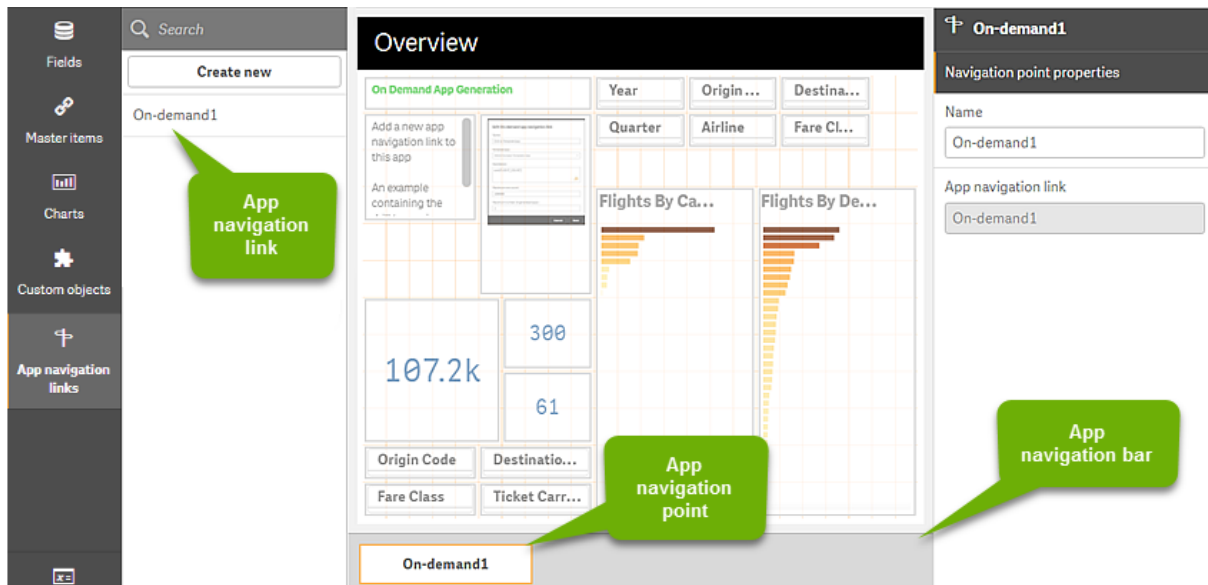 Fields
Master items
Charts
Custom objects
App navigation
links
Search
Create new
On-demand1
App
navigation
link
Overview
On Demand App Generation
Add a new app
navigation link to
this app
An example
containing the
Year
Origin ...
Destina...
Quarter
Airline
Fare Cl...
Flights By Ca...
Flights By De...
107.2k
300
61
Origin Code
Destinatio...
Fare Class
Ticket Carr...
App
navigation
point
On-demand1
App
navigation bar
On-demand1
Navigation point properties
Name
On-demand1
App navigation link
On-demand1